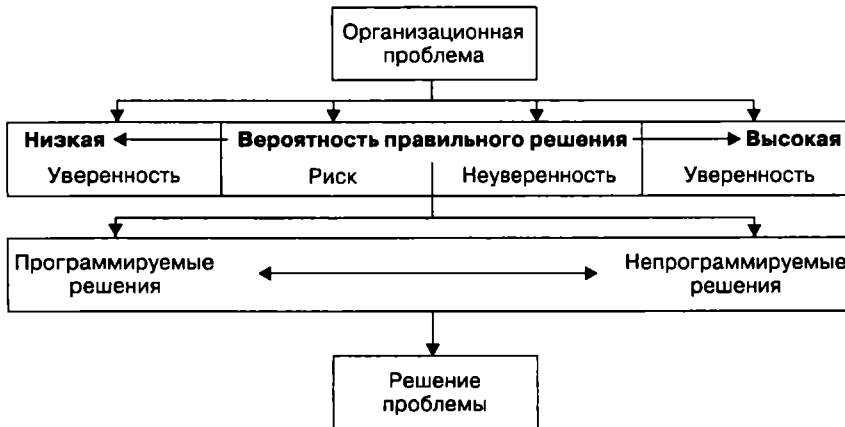 Организационная
проблема
Низкая Вероятность правильного решения Высокая
Уверенность Риск Неуверенность Уверенность
Программируемые Непрограммируемые
решения решения
Решение
проблемы